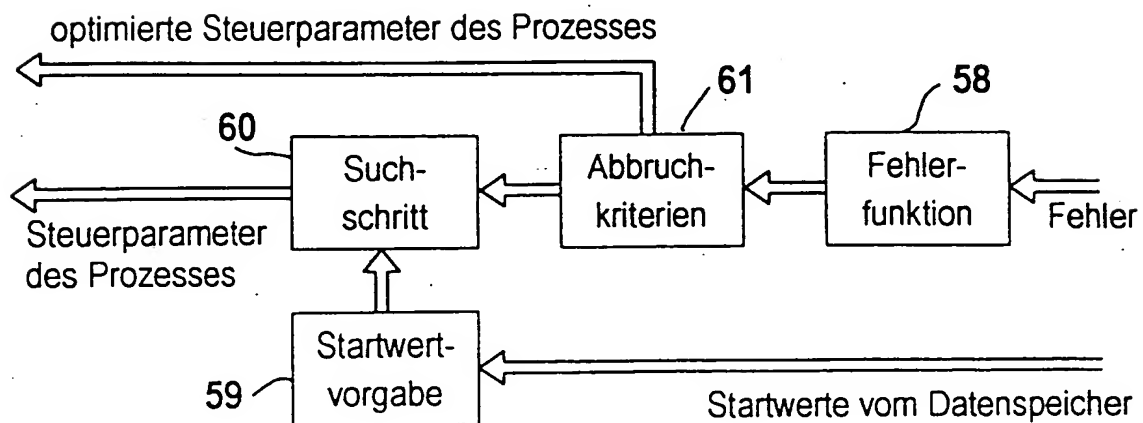 optimierte Steuerparameter des Prozesses
61
58
60
Such-
schritt
Abbruch-
kriterien
Fehler-
funktion
Fehler
Steuerparameter
des Prozesses
Startwert-
vorgabe
59
Startwerte vom Datenspeicher